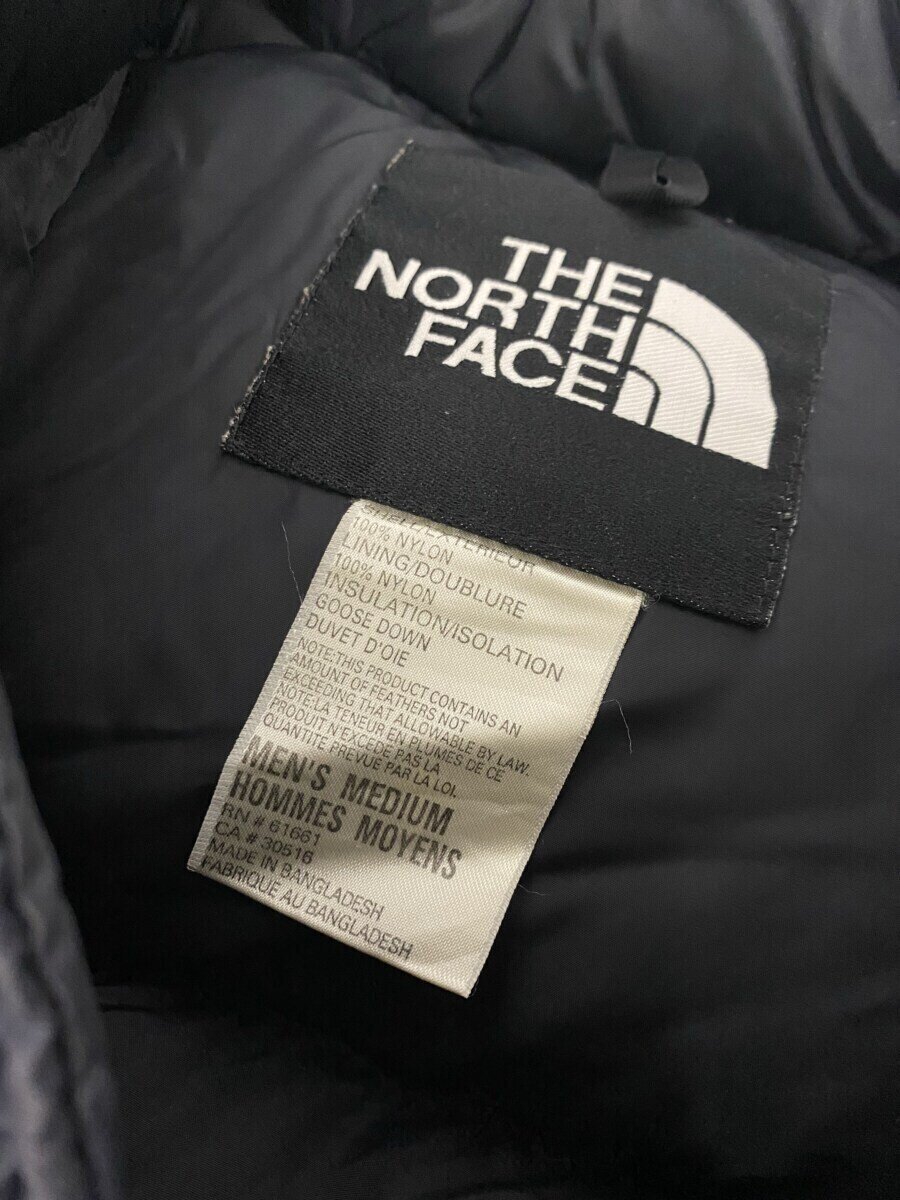 THE
NORTH
FACE
SHELL/EXTERIEUR
100% NYLON
LINING/DOUBLURE
100% NYLON
INSULATION/ISOLATION
GOOSE DOWN
DUVET D'OIE
NOTE:THIS PRODUCT CONTAINS AN
AMOUNT OF FEATHERS NOT
EXCEEDING THAT ALLOWABLE BY LAW.
NOTE:LA TENEUR EN PLUMES DE CE
PRODUIT N'EXCEDE PAS LA
QUANTITE PREVUE PAR LA LOI.
MEN'S MEDIUM
HOMMES MOYENS
RN # 61661
CA # 30516
MADE IN BANGLADESH
FABRIQUE AU BANGLADESH